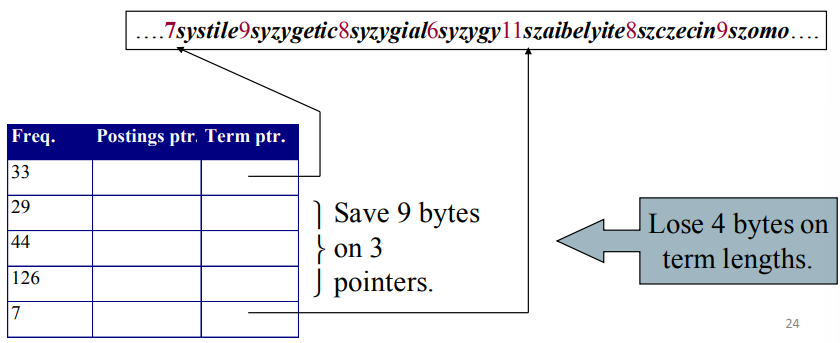 ….7systile9syzygetic8syzygial6syzygy11szaibelyite8szczecin9szomo….
Freq. Postings ptr. Term ptr.
33
29
44
126
7
Save 9 bytes
on 3
pointers.
Lose 4 bytes on
term lengths.
24